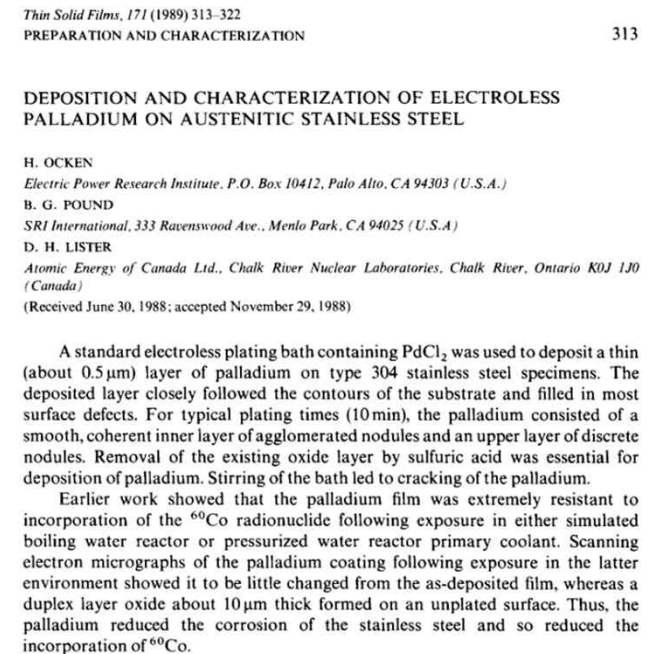 Thin Solid Films, 171 (1989) 313–322
PREPARATION AND CHARACTERIZATION 313
DEPOSITION AND CHARACTERIZATION OF ELECTROLESS
PALLADIUM ON AUSTENITIC STAINLESS STEEL
H. OCKEN
Electric Power Research Institute, P.O. Box 10412, Palo Alto, CA 94303 (U.S.A.)
B. G. POUND
SRI International, 333 Ravenswood Ave., Menlo Park, CA 94025 (U.S.A)
D. H. LISTER
Atomic Energy of Canada Ltd., Chalk River Nuclear Laboratories, Chalk River, Ontario K0J 1J0
(Canada)
(Received June 30, 1988; accepted November 29, 1988)
A standard electroless plating bath containing PdCl₂ was used to deposit a thin
(about 0.5 μm) layer of palladium on type 304 stainless steel specimens. The
deposited layer closely followed the contours of the substrate and filled in most
surface defects. For typical plating times (10 min), the palladium consisted of a
smooth, coherent inner layer of agglomerated nodules and an upper layer of discrete
nodules. Removal of the existing oxide layer by sulfuric acid was essential for
deposition of palladium. Stirring of the bath led to cracking of the palladium.
Earlier work showed that the palladium film was extremely resistant to
incorporation of the ⁶⁰Co radionuclide following exposure in either simulated
boiling water reactor or pressurized water reactor primary coolant. Scanning
electron micrographs of the palladium coating following exposure in the latter
environment showed it to be little changed from the as-deposited film, whereas a
duplex layer oxide about 10 μm thick formed on an unplated surface. Thus, the
palladium reduced the corrosion of the stainless steel and so reduced the
incorporation of ⁶⁰Co.